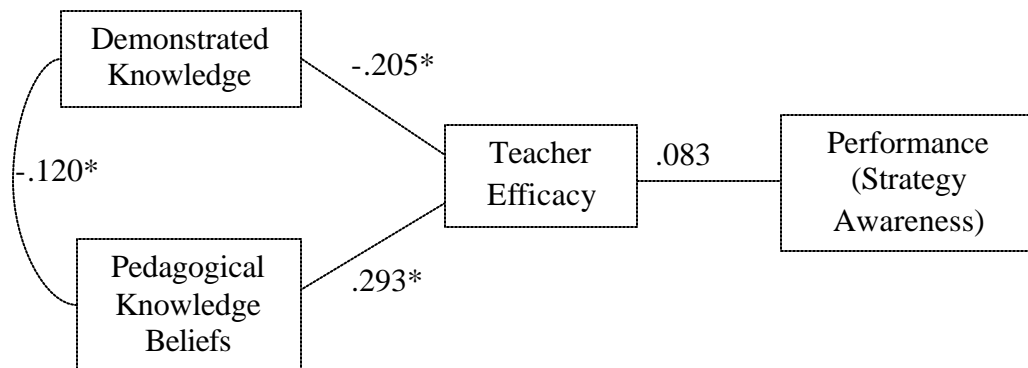 Demonstrated
Knowledge
-.205*
-.120*
Teacher
Efficacy
.083
Performance
(Strategy
Awareness)
Pedagogical
Knowledge
Beliefs
.293*